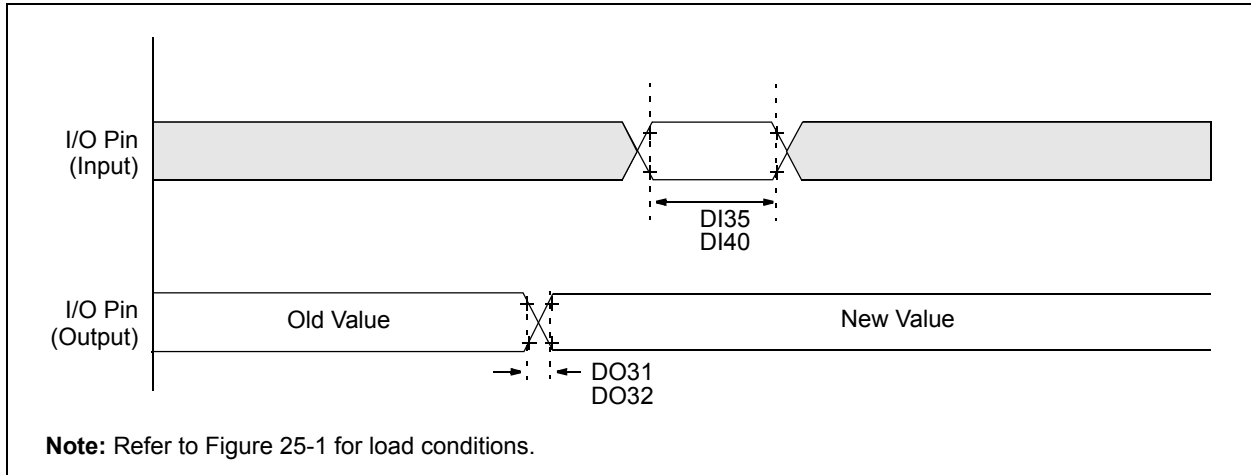 I/O Pin
(Input)
DI35
DI40
I/O Pin
(Output)
Old Value
New Value
DO31
DO32
Note: Refer to Figure 25-1 for load conditions.